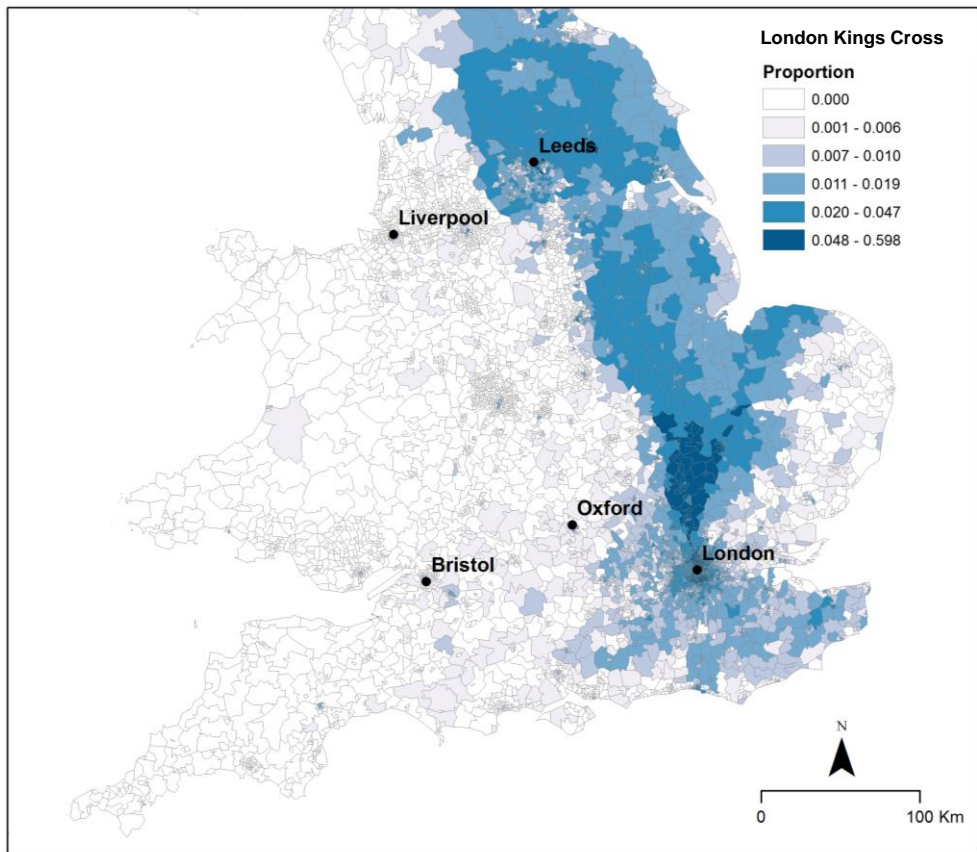 London Kings Cross
Proportion
0.000
0.001 - 0.006
0.007 - 0.010
0.011 - 0.019
0.020 - 0.047
0.048 - 0.598
Leeds
Liverpool
Oxford
London
Bristol
N
0
100 Km